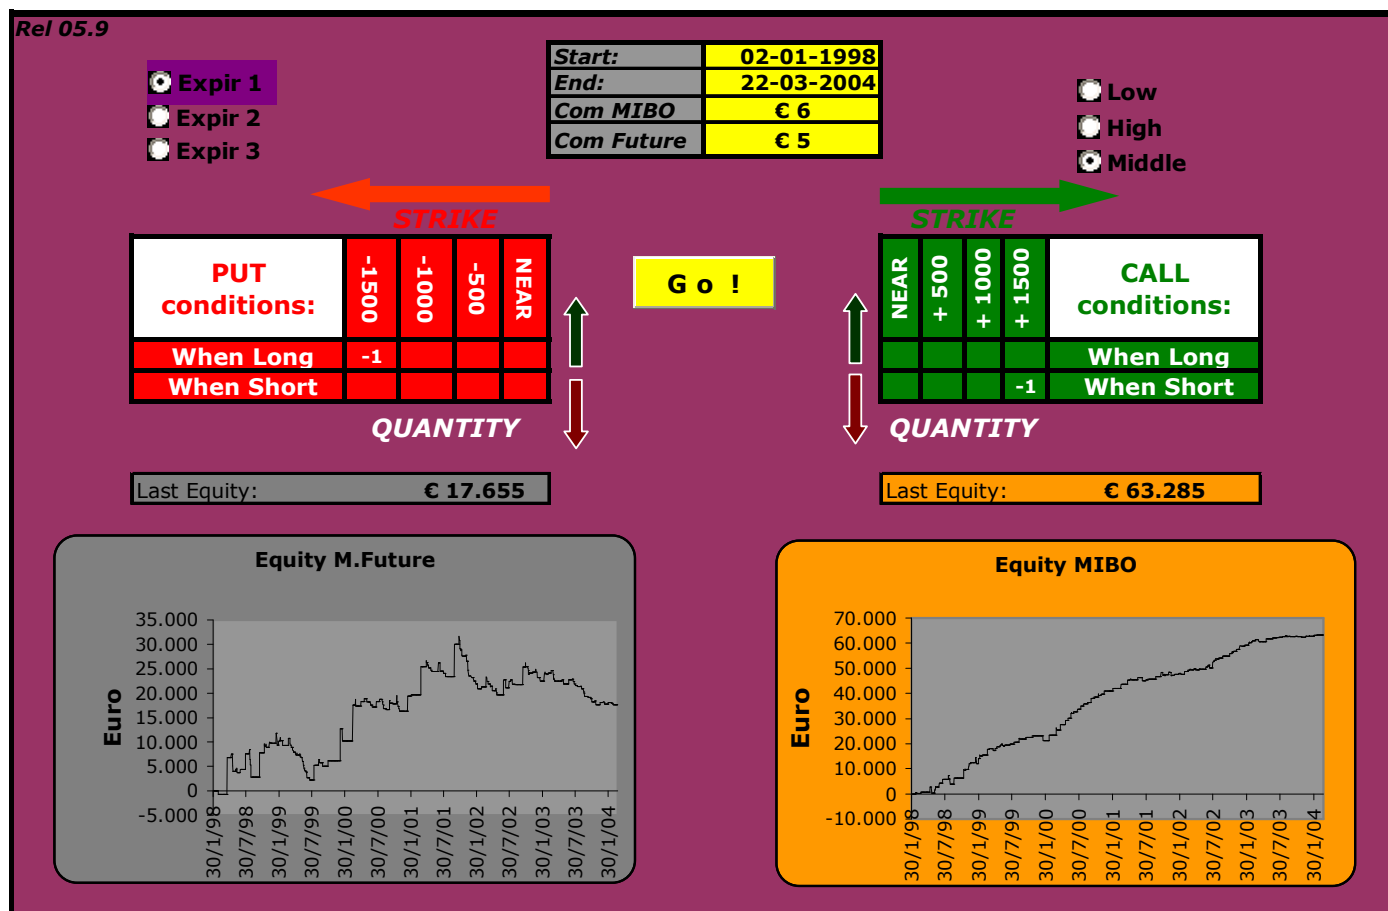 Rel 05.9
Start: 02-01-1998
End: 22-03-2004
Com MIBO € 6
Com Future € 5
Expir 1
Expir 2
Expir 3
Low
High
Middle
STRIKE
STRIKE
PUT
conditions:
-1500
-1000
-500
NEAR
When Long -1
When Short
QUANTITY
G o !
NEAR
+ 500
+ 1000
+ 1500
CALL
conditions:
When Long
-1 When Short
QUANTITY
Last Equity: € 17.655
Last Equity: € 63.285
Equity M.Future
Euro
35.000
30.000
25.000
20.000
15.000
10.000
5.000
0
-5.000
30/1/98
30/7/98
30/1/99
30/7/99
30/1/00
30/7/00
30/1/01
30/7/01
30/1/02
30/7/02
30/1/03
30/7/03
30/1/04
Equity MIBO
Euro
70.000
60.000
50.000
40.000
30.000
20.000
10.000
0
-10.000
30/1/98
30/7/98
30/1/99
30/7/99
30/1/00
30/7/00
30/1/01
30/7/01
30/1/02
30/7/02
30/1/03
30/7/03
30/1/04